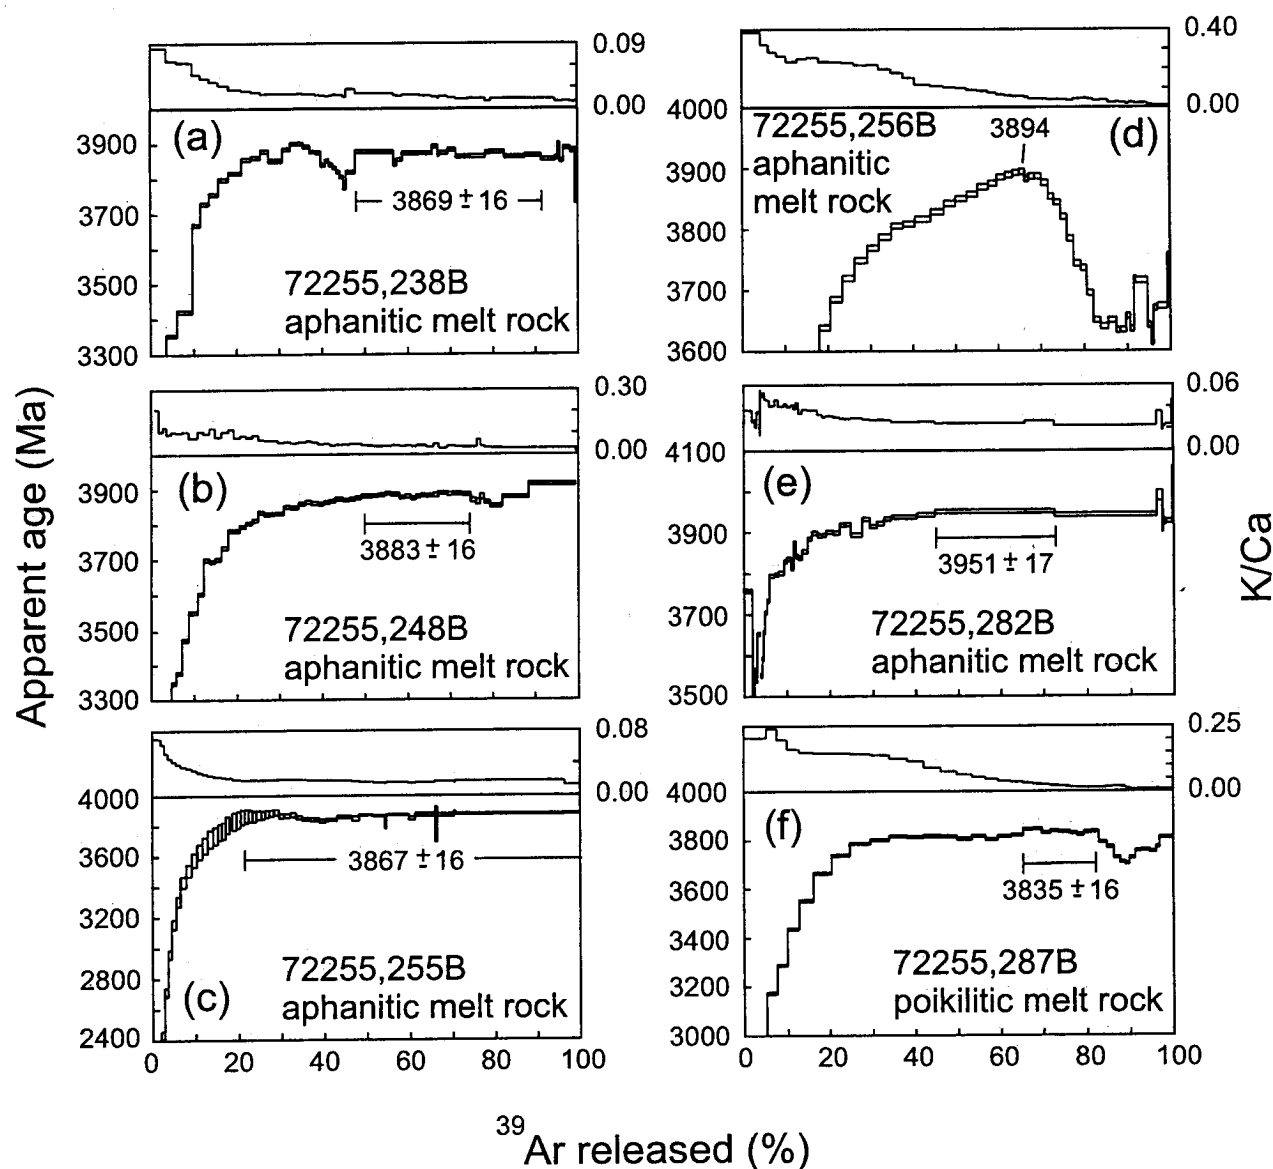 0.09
0.00
(a)
3900
3700
3500
3300
3869 ± 16
72255,238B
aphanitic melt rock
0.30
0.00
(b)
3900
3700
3500
3300
3883 ± 16
72255,248B
aphanitic melt rock
0.08
0.00
4000
3600
3200
2800
2400
3867 ± 16
72255,255B
aphanitic melt rock
(c)
0 20 40 60 80 100
0.40
0.00
4000
3900
3800
3700
3600
72255,256B
aphanitic
melt rock
3894
(d)
0.06
0.00
4100
3900
3700
3500
(e)
3951 ± 17
72255,282B
aphanitic melt rock
0.25
0.00
4000
3800
3600
3400
3200
3000
(f)
3835 ± 16
72255,287B
poikilitic melt rock
0 20 40 60 80 100
Apparent age (Ma)
K/Ca
39Ar released (%)